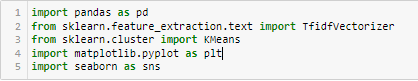 1 import pandas as pd
2 from sklearn.feature_extraction.text import TfidfVectorizer
3 from sklearn.cluster import KMeans
4 import matplotlib.pyplot as plt
5 import seaborn as sns